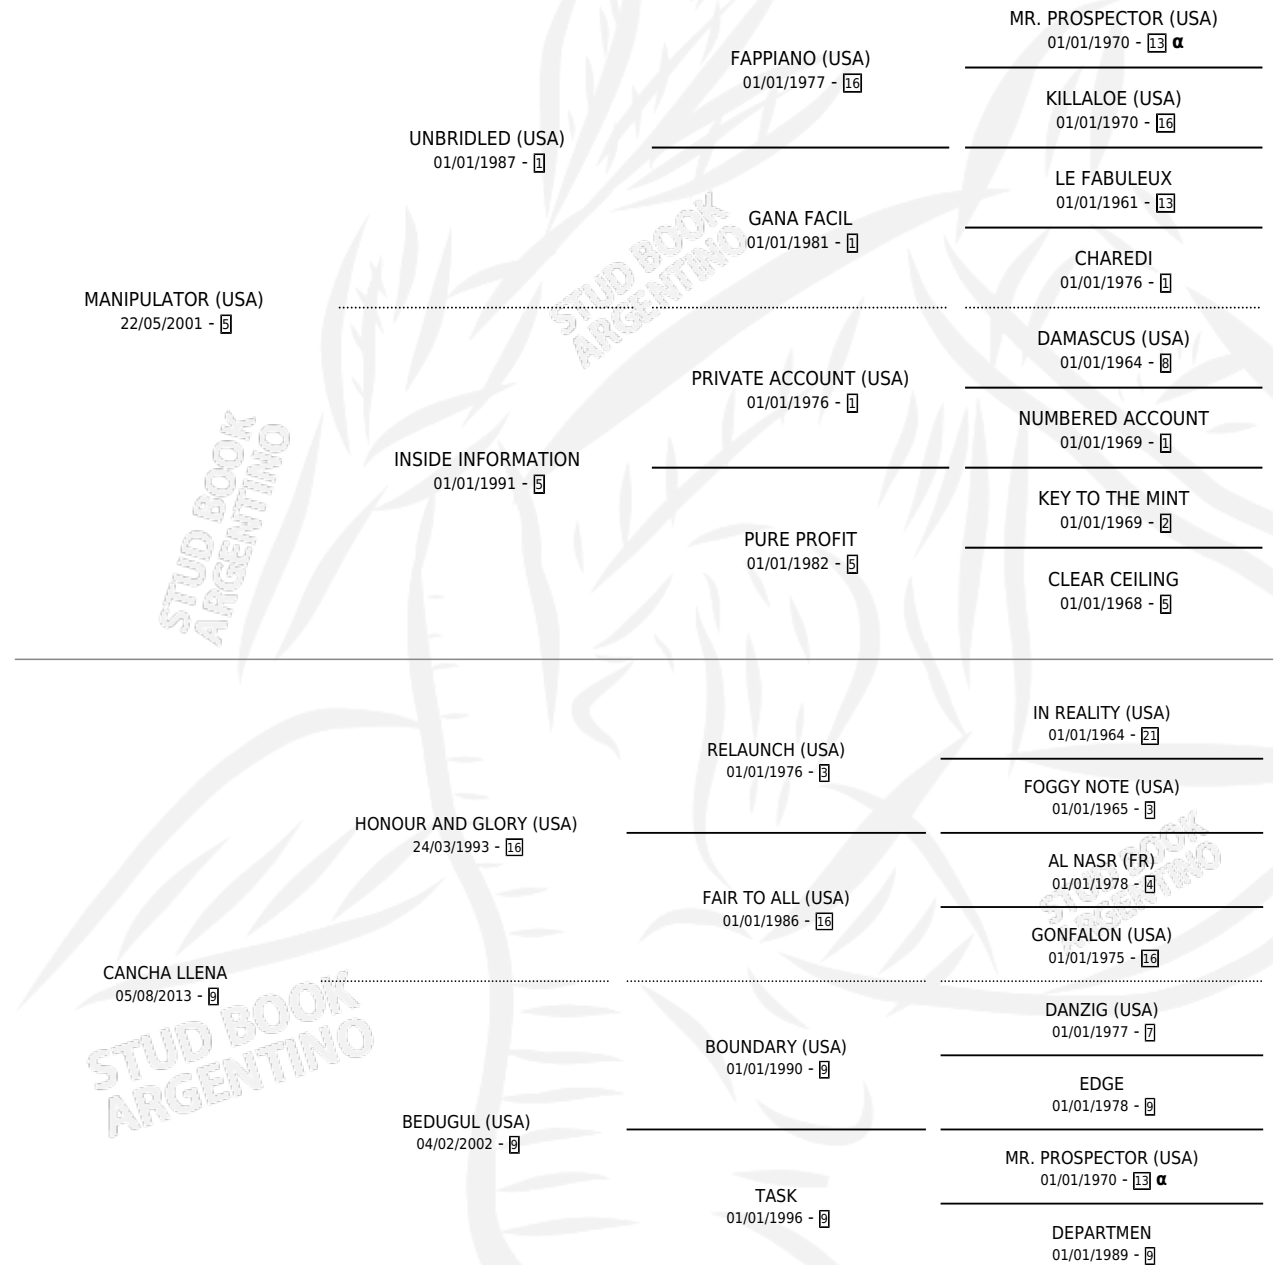 MR. PROSPECTOR (USA)
01/01/1970 - 13 α
FAPPIANO (USA)
01/01/1977 - 16
KILLALOE (USA)
01/01/1970 - 16
UNBRIDLED (USA)
01/01/1987 - 1
LE FABULEUX
01/01/1961 - 13
GANA FACIL
01/01/1981 - 1
CHAREDI
01/01/1976 - 1
MANIPULATOR (USA)
22/05/2001 - 5
DAMASCUS (USA)
01/01/1964 - 8
PRIVATE ACCOUNT (USA)
01/01/1976 - 1
NUMBERED ACCOUNT
01/01/1969 - 1
INSIDE INFORMATION
01/01/1991 - 5
KEY TO THE MINT
01/01/1969 - 2
PURE PROFIT
01/01/1982 - 5
CLEAR CEILING
01/01/1968 - 5
IN REALITY (USA)
01/01/1964 - 21
RELAUNCH (USA)
01/01/1976 - 3
FOGGY NOTE (USA)
01/01/1965 - 3
HONOUR AND GLORY (USA)
24/03/1993 - 16
AL NASR (FR)
01/01/1978 - 4
FAIR TO ALL (USA)
01/01/1986 - 16
GONFALON (USA)
01/01/1975 - 16
CANCHA LLENA
05/08/2013 - 9
DANZIG (USA)
01/01/1977 - 7
BOUNDARY (USA)
01/01/1990 - 9
EDGE
01/01/1978 - 9
BEDUGUL (USA)
04/02/2002 - 9
MR. PROSPECTOR (USA)
01/01/1970 - 13 α
TASK
01/01/1996 - 9
DEPARTMEN
01/01/1989 - 9
STUD BOOK
ARGENTINO
STUD BOOK
ARGENTINO
STUD BOOK
ARGENTINO
STUD BOOK
ARGENTINO